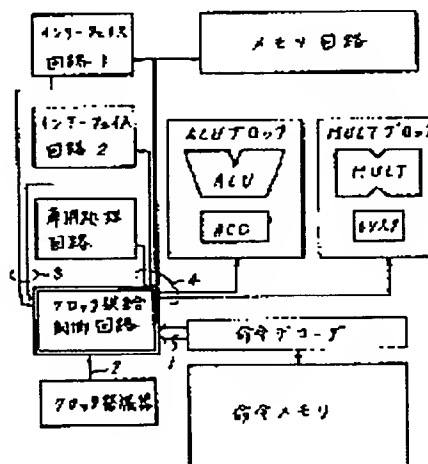 インターフェイス
回路 1
メモリ回路
インターフェイス
回路 2
ALUブロック
ALU
ACC
MULTブロック
MULT
専用処理
回路
3
4
クロック供給
制御回路
命令デコーダ
1
2
クロック発振器
命令メモリ